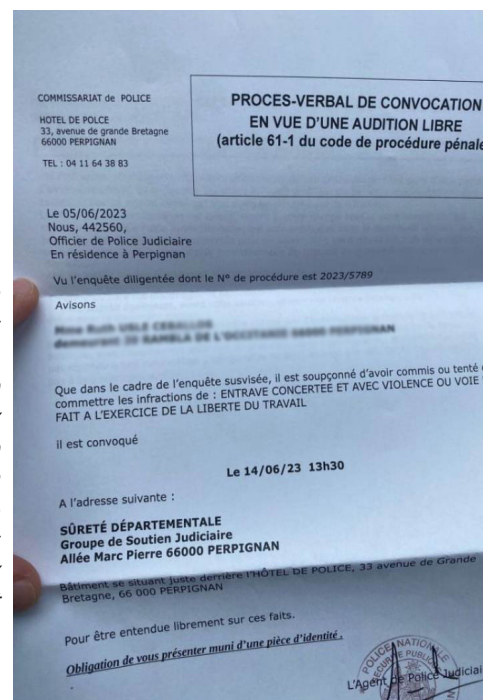 COMMISSARIAT de POLICE
HOTEL DE POLCE
33, avenue de grande Bretagne
66000 PERPIGNAN
TEL : 04 11 64 38 83
PROCES-VERBAL DE CONVOCATION
EN VUE D'UNE AUDITION LIBRE
(article 61-1 du code de procédure pénale
Le 05/06/2023
Nous, 442560,
Officier de Police Judiciaire
En résidence à Perpignan
Vu l'enquête diligentée dont le N° de procédure est 2023/5789
Avisons
Que dans le cadre de l'enquête susvisée, il est soupçonné d'avoir commis ou tenté
commettre les infractions de : ENTRAVE CONCERTEE ET AVEC VIOLENCE OU VOIE
FAIT A L'EXERCICE DE LA LIBERTE DU TRAVAIL
il est convoqué
Le 14/06/23 13h30
A l'adresse suivante :
SÛRETÉ DÉPARTEMENTALE
Groupe de Soutien Judiciaire
Allée Marc Pierre 66000 PERPIGNAN
Bâtiment se situant juste derrière l'HÔTEL DE POLICE, 33 avenue de Grande
Bretagne, 66 000 PERPIGNAN
Pour être entendue librement sur ces faits.
Obligation de vous présenter muni d'une pièce d'identité.
L'Agent de Police Judiciai